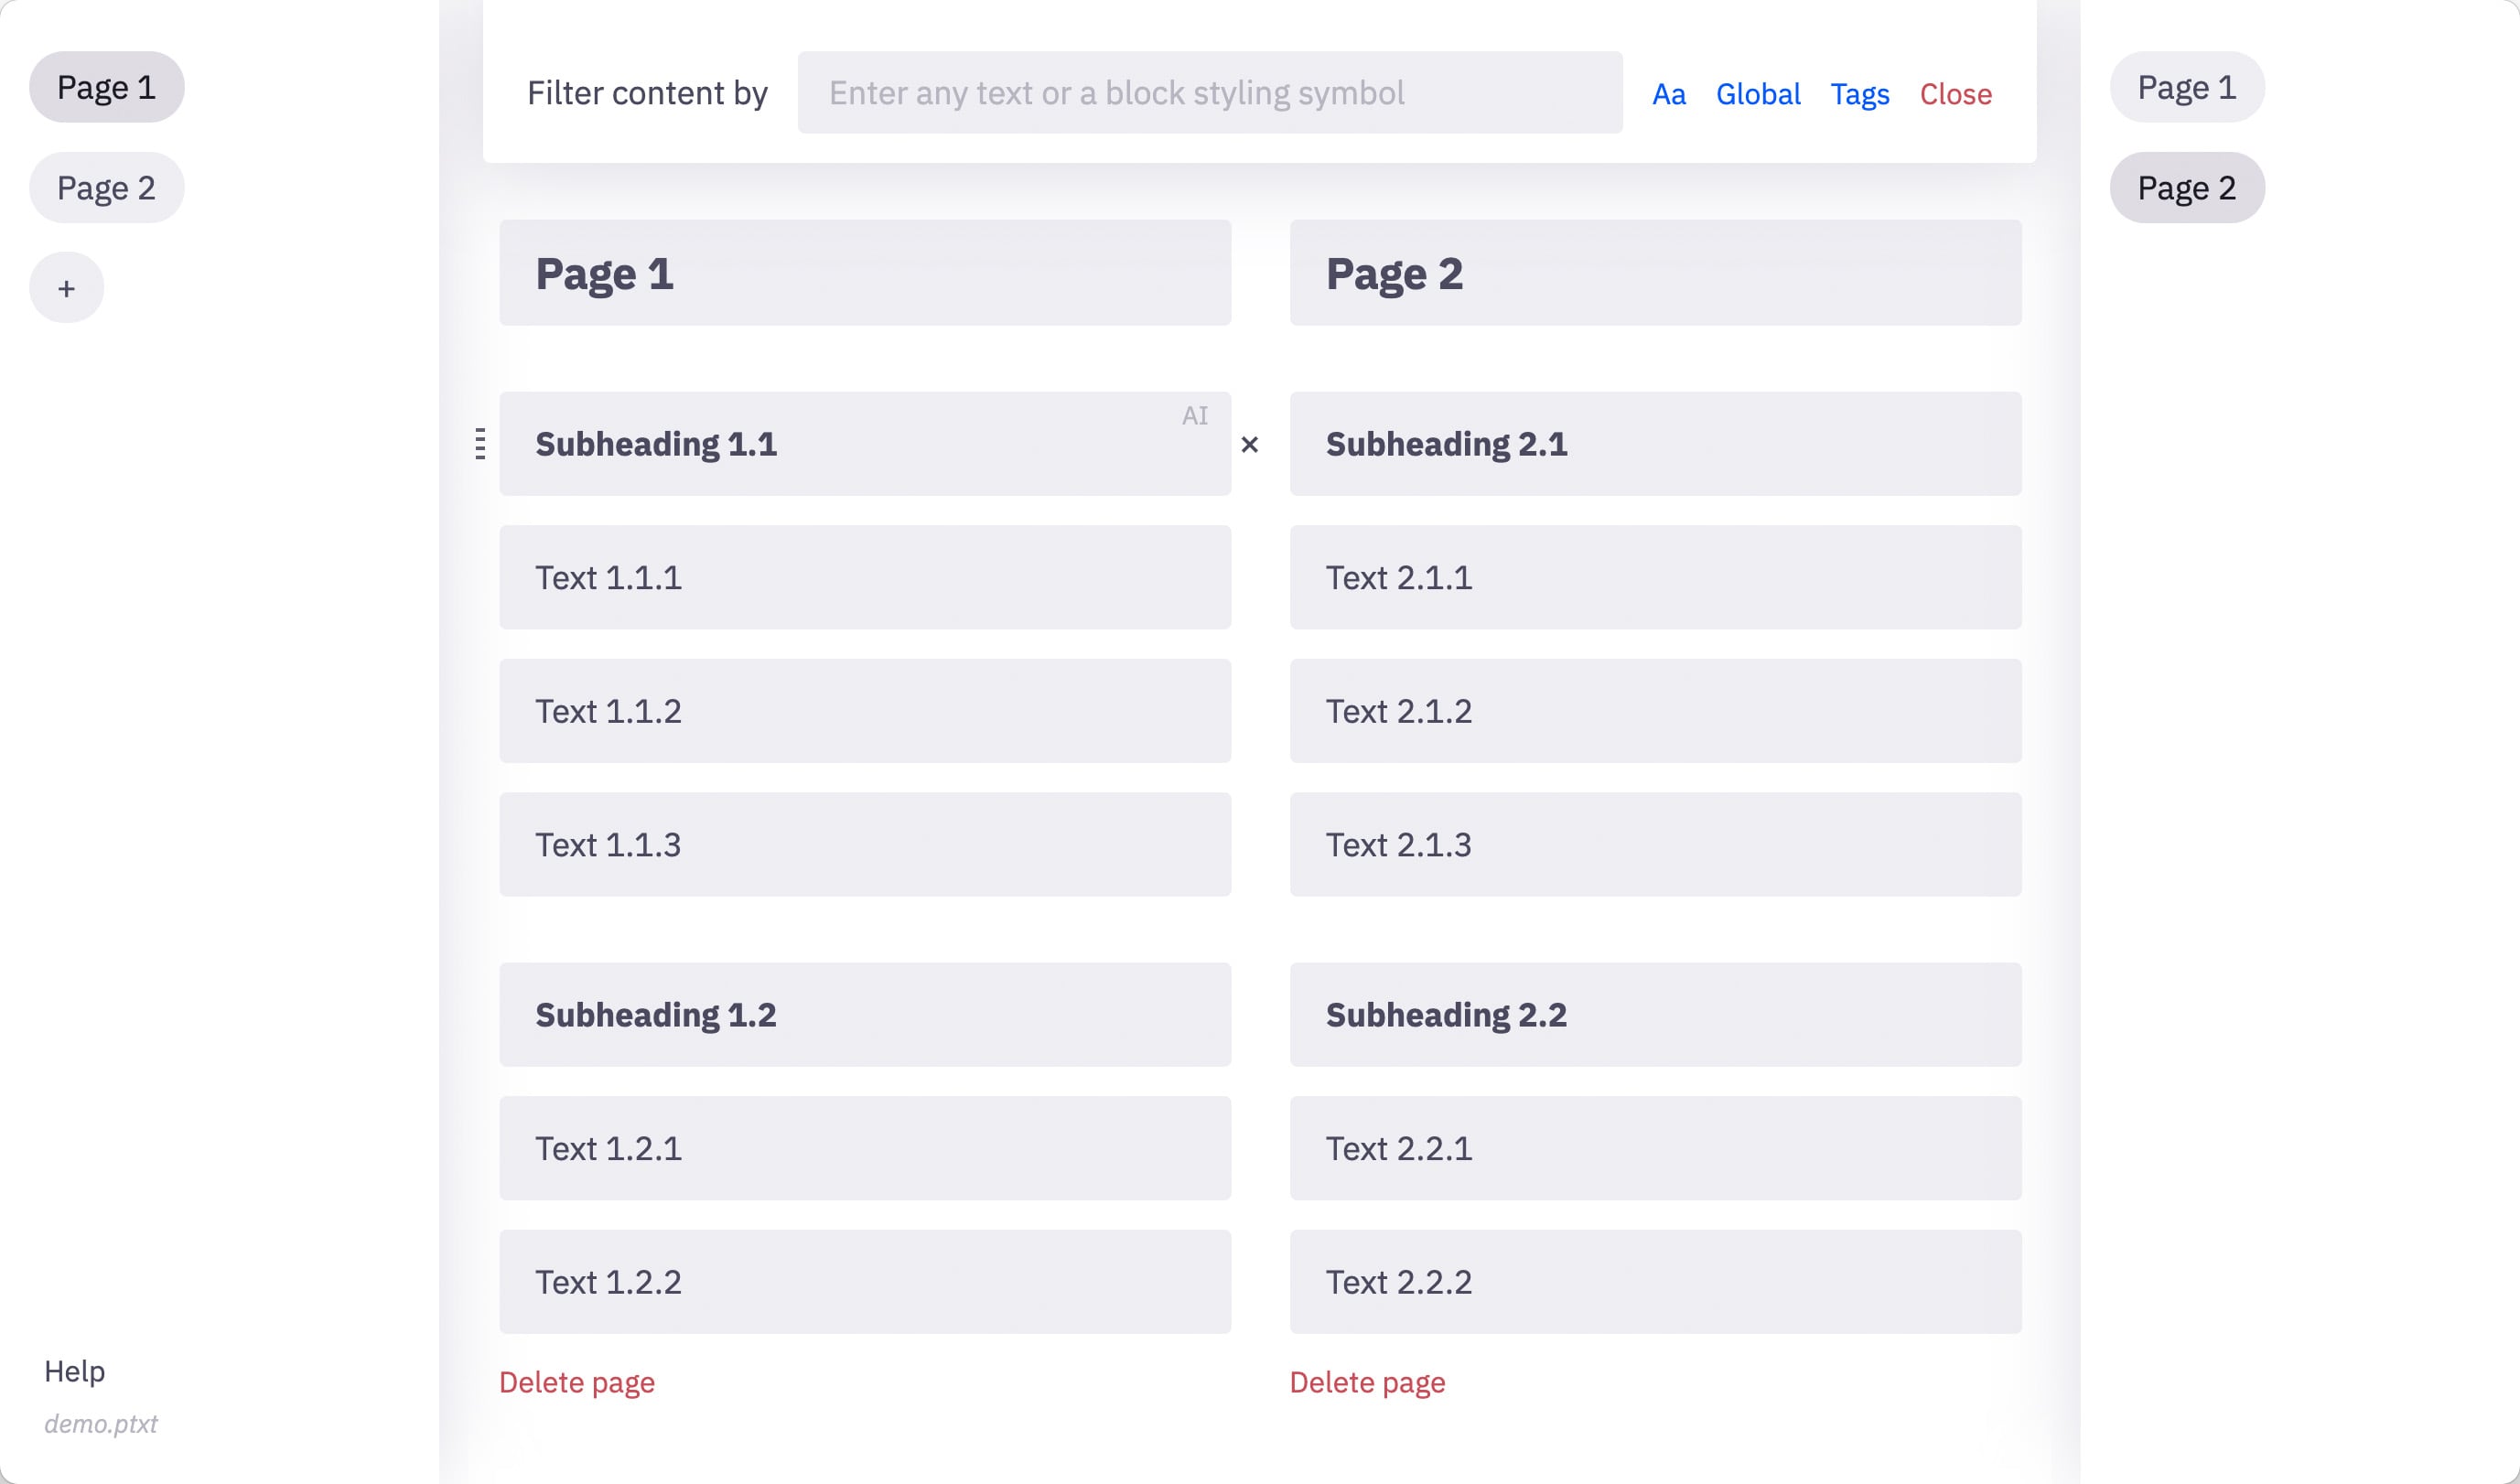 Page 1
Page 2
+
Help
demo.ptxt
Filter content by
Enter any text or a block styling symbol
Aa Global Tags Close
Page 1
Subheading 1.1
AI
×
Text 1.1.1
Text 1.1.2
Text 1.1.3
Subheading 1.2
Text 1.2.1
Text 1.2.2
Delete page
Page 2
Subheading 2.1
Text 2.1.1
Text 2.1.2
Text 2.1.3
Subheading 2.2
Text 2.2.1
Text 2.2.2
Delete page
Page 1
Page 2